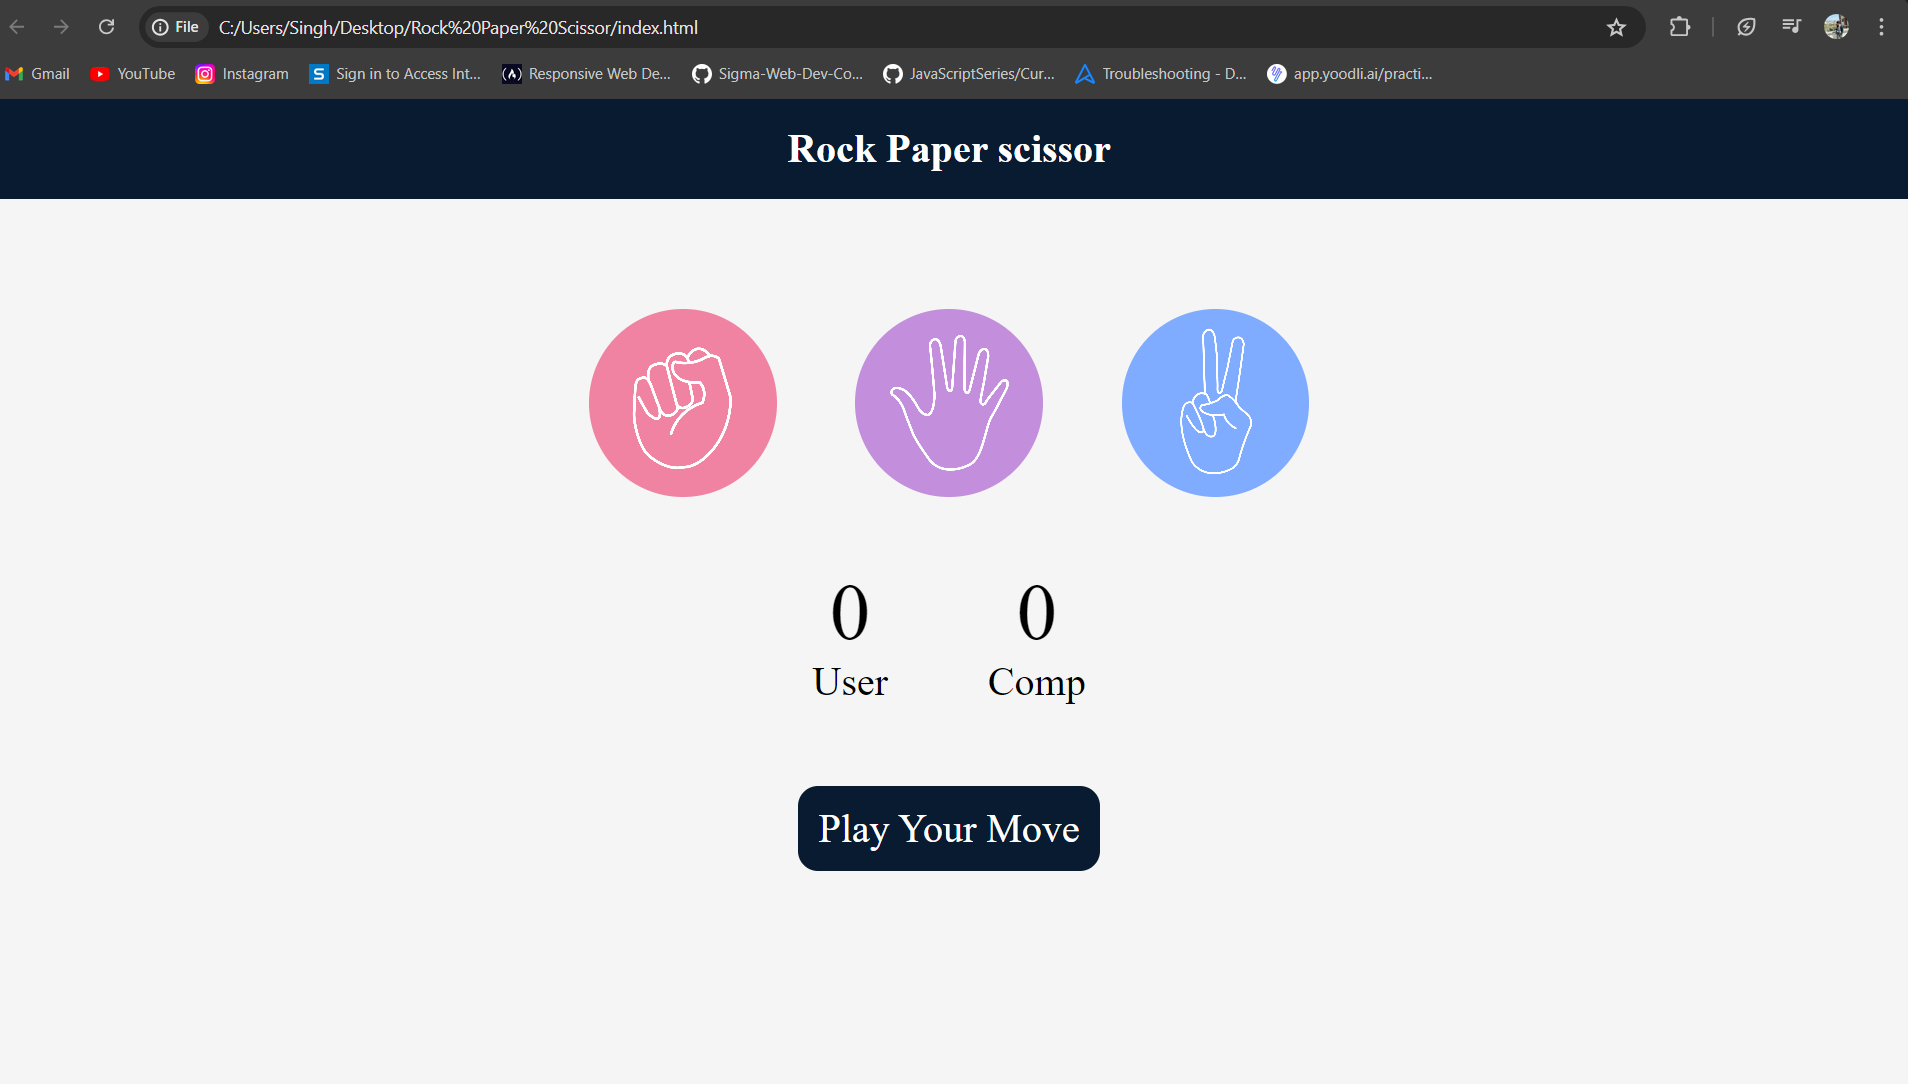 File C:/Users/Singh/Desktop/Rock%20Paper%20Scissor/index.html
Gmail YouTube Instagram S Sign in to Access Int... (A) Responsive Web De... Sigma-Web-Dev-Co... JavaScriptSeries/Cur... Troubleshooting - D... app.yoodli.ai/practi...
Rock Paper scissor
0 0
User Comp
Play Your Move